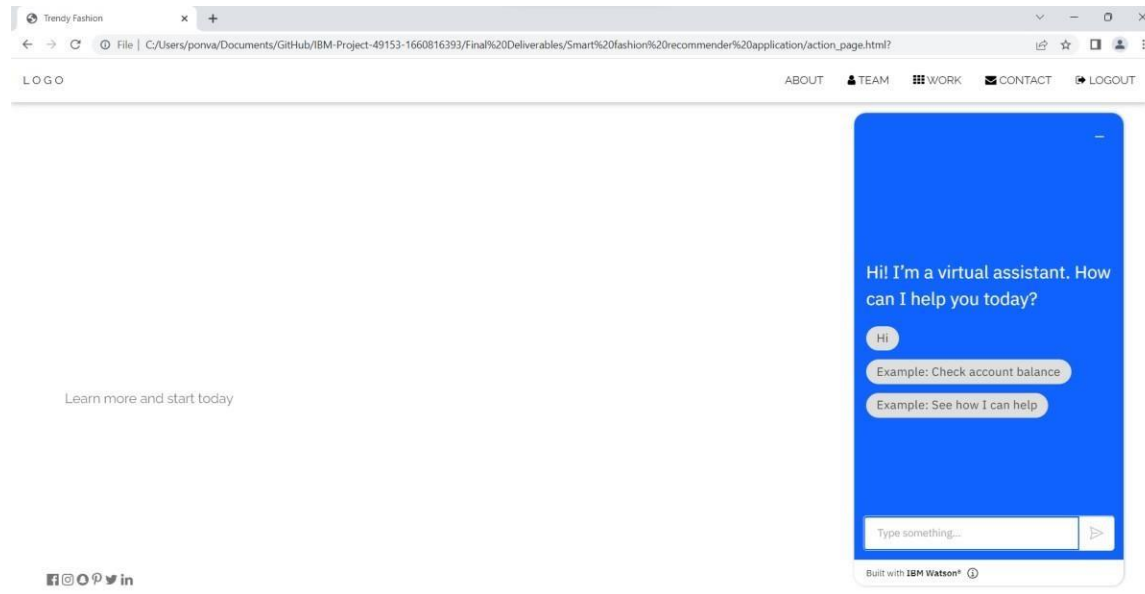 Trendy Fashion
File | C:/Users/ponva/Documents/GitHub/IBM-Project-49153-1660816393/Final%20Deliverables/Smart%20fashion%20recommender%20application/action_page.html?
LOGO
ABOUT TEAM WORK CONTACT LOGOUT
Hi! I'm a virtual assistant. How
can I help you today?
Hi
Example: Check account balance
Example: See how I can help
Learn more and start today
Type something...
Built with IBM Watson®